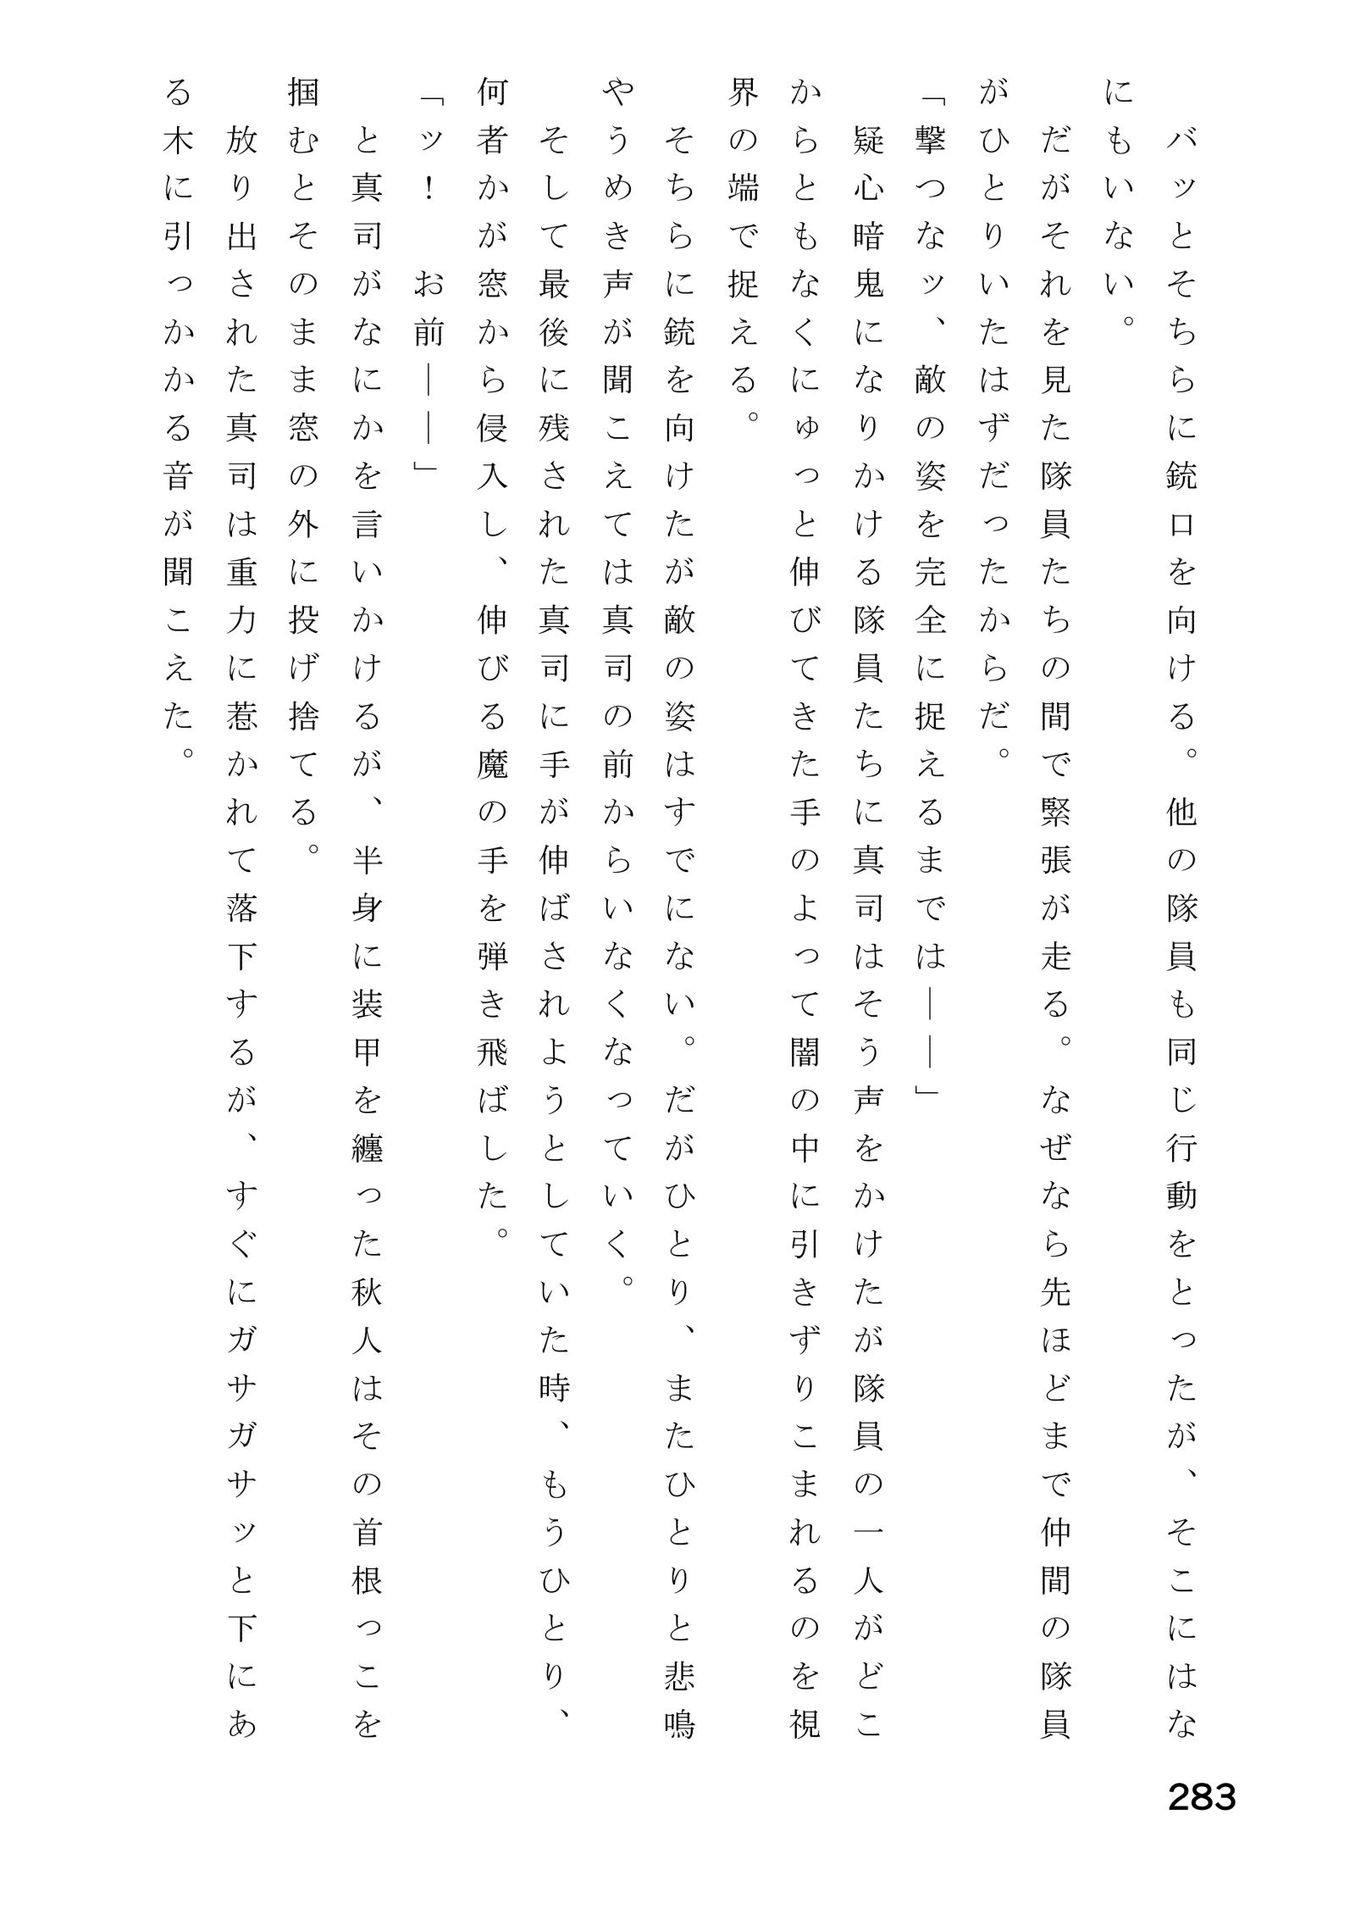 バッとそちらに銃口を向ける。他の隊員も同じ行動をとったが、そこにはな
にもいない。
　だがそれを見た隊員たちの間で緊張が走る。なぜなら先ほどまで仲間の隊員
がひとりいたはずだったからだ。
「撃つなッ、敵の姿を完全に捉えるまでは――」
　疑心暗鬼になりかける隊員たちに真司はそう声をかけたが隊員の一人がどこ
からともなくにゅっと伸びてきた手のよって闇の中に引きずりこまれるのを視
界の端で捉える。
　そちらに銃を向けたが敵の姿はすでにない。だがひとり、またひとりと悲鳴
やうめき声が聞こえては真司の前からいなくなっていく。
　そして最後に残された真司に手が伸ばされようとしていた時、もうひとり、
何者かが窓から侵入し、伸びる魔の手を弾き飛ばした。
「ッ！　お前――」
　と真司がなにかを言いかけるが、半身に装甲を纏った秋人はその首根っこを
掴むとそのまま窓の外に投げ捨てる。
　放り出された真司は重力に惹かれて落下するが、すぐにガサガサッと下にあ
る木に引っかかる音が聞こえた。
283